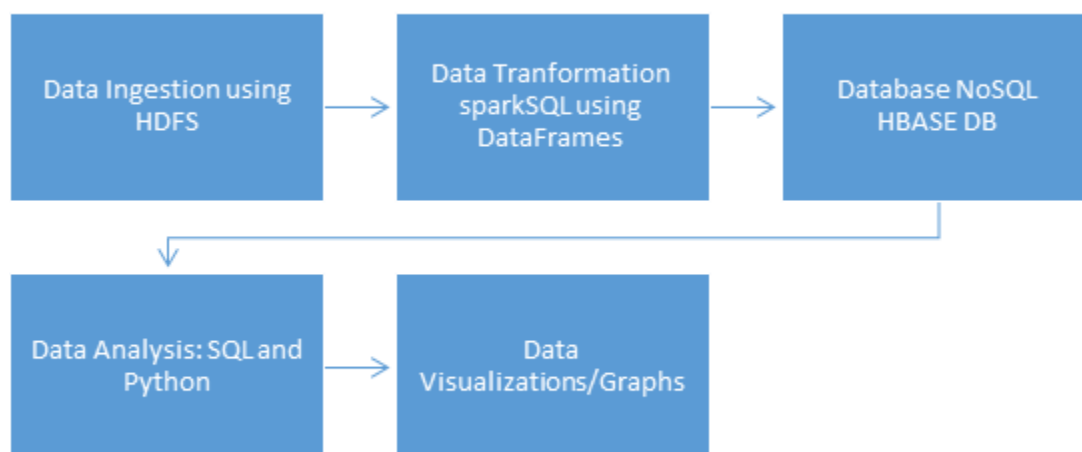 Data Ingestion using
HDFS
Data Tranformation
sparkSQL using
DataFrames
Database NoSQL
HBASE DB
Data Analysis: SQL and
Python
Data
Visualizations/Graphs